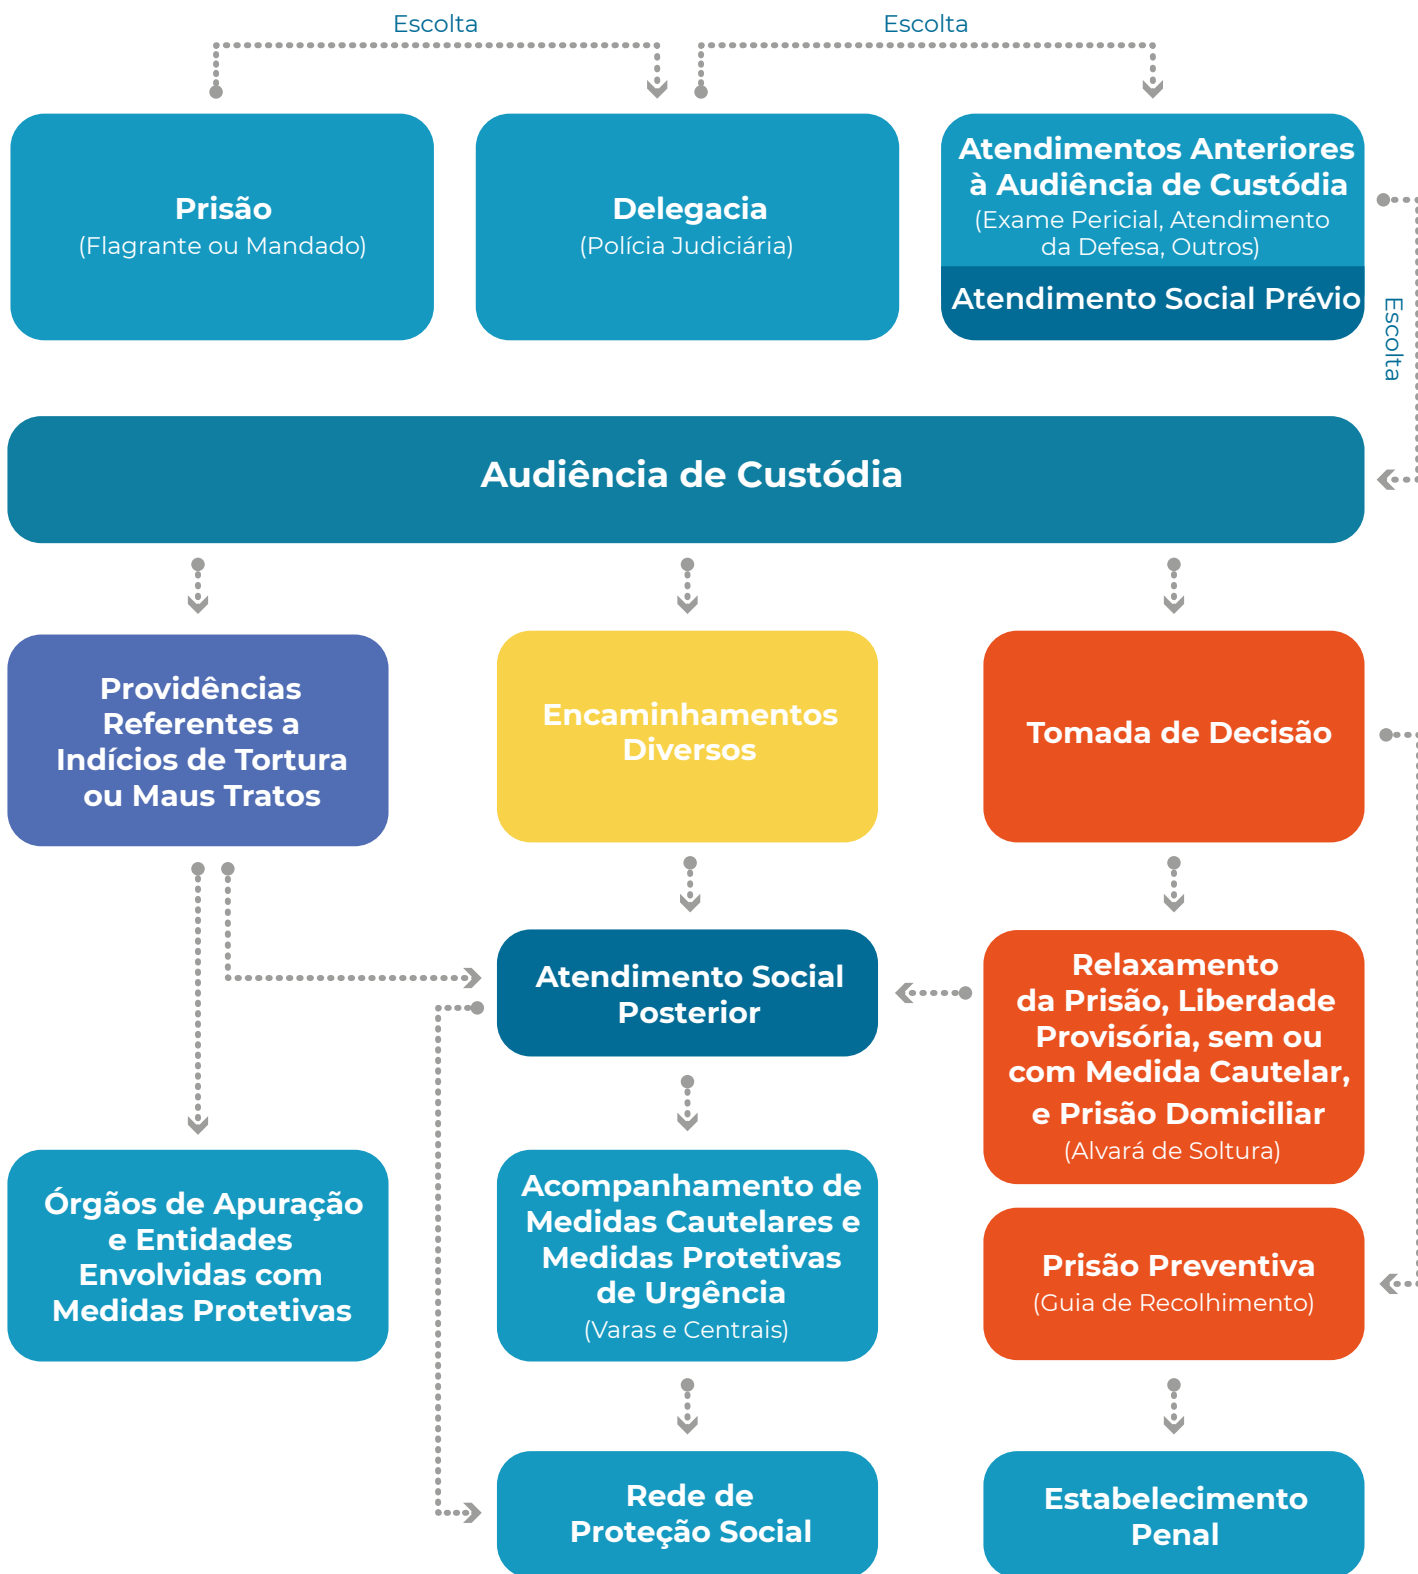 Escolta
Escolta
Prisão
(Flagrante ou Mandado)
Delegacia
(Polícia Judiciária)
Atendimentos Anteriores
à Audiência de Custódia
(Exame Pericial, Atendimento
da Defesa, Outros)
Atendimento Social Prévio
Escolta
Audiência de Custódia
Providências
Referentes a
Indícios de Tortura
ou Maus Tratos
Encaminhamentos
Diversos
Tomada de Decisão
Atendimento Social
Posterior
Relaxamento
da Prisão, Liberdade
Provisória, sem ou
com Medida Cautelar,
e Prisão Domiciliar
(Alvará de Soltura)
Órgãos de Apuração
e Entidades
Envolvidas com
Medidas Protetivas
Acompanhamento de
Medidas Cautelares e
Medidas Protetivas
de Urgência
(Varas e Centrais)
Prisão Preventiva
(Guia de Recolhimento)
Rede de
Proteção Social
Estabelecimento
Penal